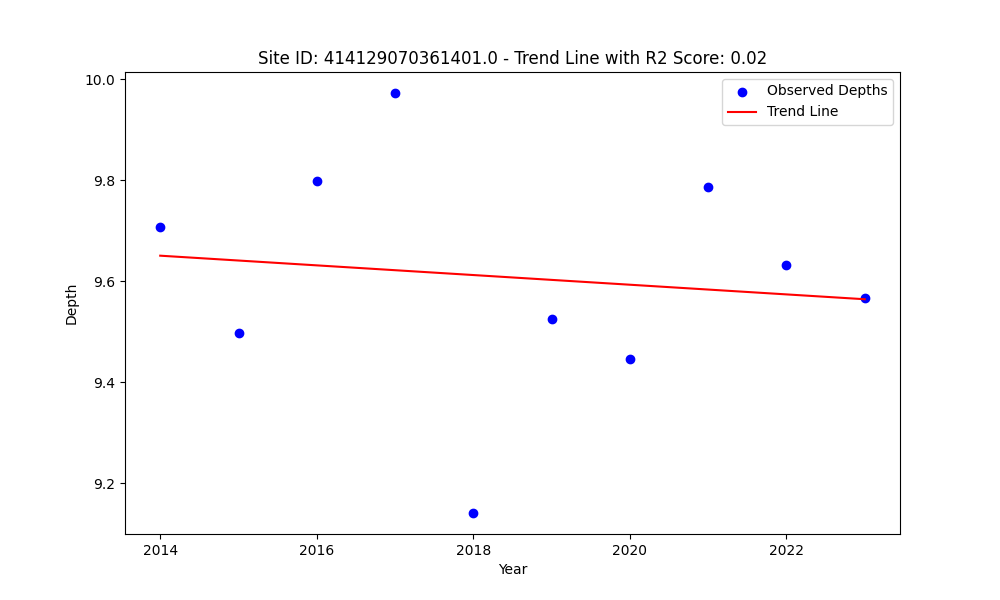 Site ID: 414129070361401.0 - Trend Line with R2 Score: 0.02
Observed Depths
Trend Line
10.0
9.8
9.6
9.4
9.2
Depth
2014
2016
2018
2020
2022
Year